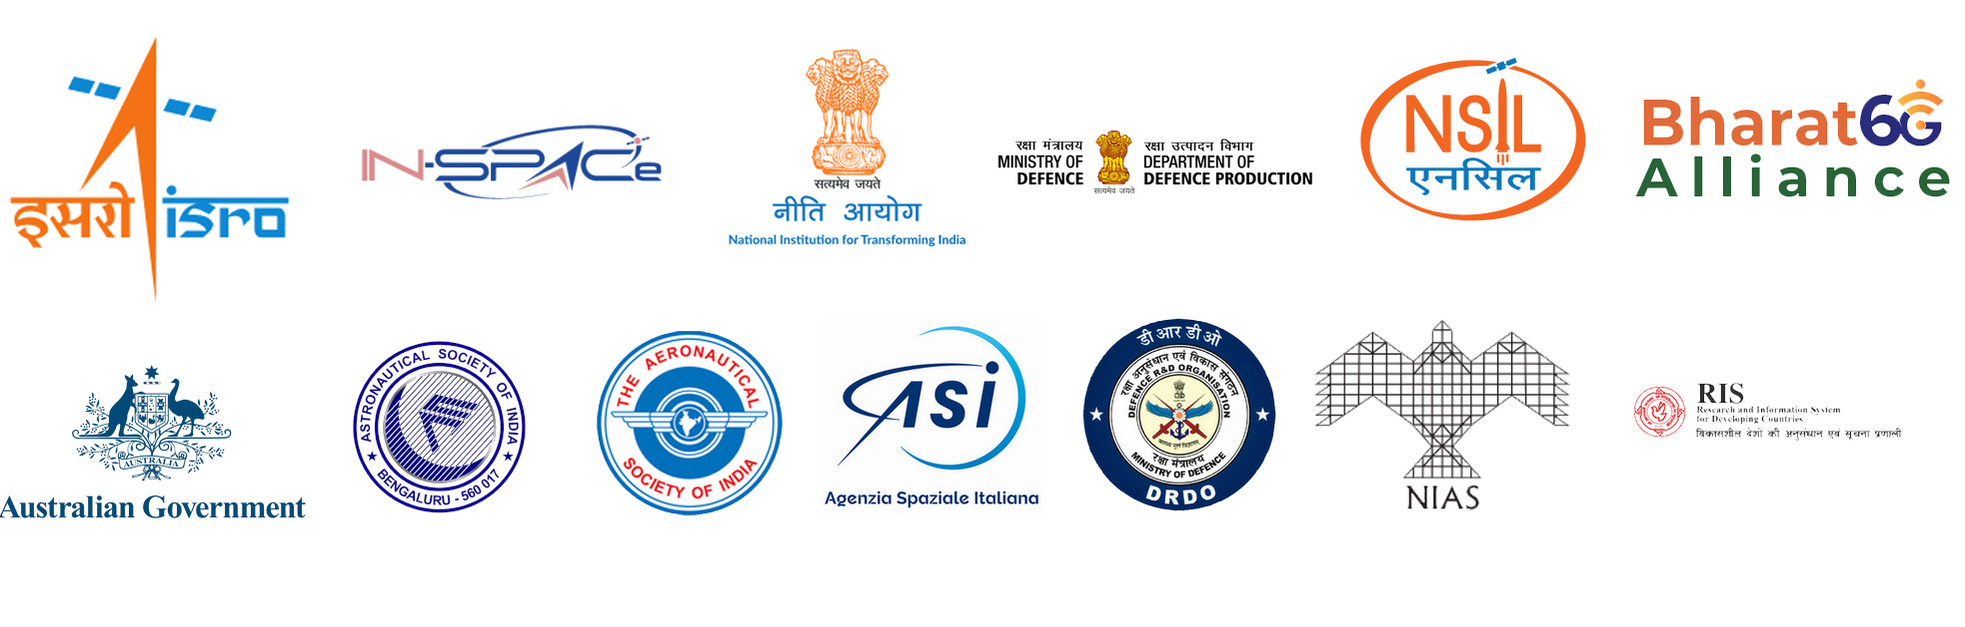 इसरो isro
IN-SPACe
सत्यमेव जयते
नीति आयोग
National Institution for Transforming India
रक्षा मंत्रालय
MINISTRY OF
DEFENCE
सत्यमेव जयते
रक्षा उत्पादन विभाग
DEPARTMENT OF
DEFENCE PRODUCTION
NSIL
एनसिल
Bharat6G
Alliance
AUSTRALIA
Australian Government
ASTRONAUTICAL SOCIETY OF INDIA
BENGALURU - 560 017
THE AERONAUTICAL
SOCIETY OF INDIA
ASI
Agenzia Spaziale Italiana
डी आर डी ओ
रक्षा अनुसंधान एवं विकास संगठन
DEFENCE R&D ORGANISATION
रक्षा मंत्रालय
MINISTRY OF DEFENCE
DRDO
NIAS
RIS
Research and Information System
for Developing Countries
विकासशील देशों की अनुसंधान एवं सूचना प्रणाली